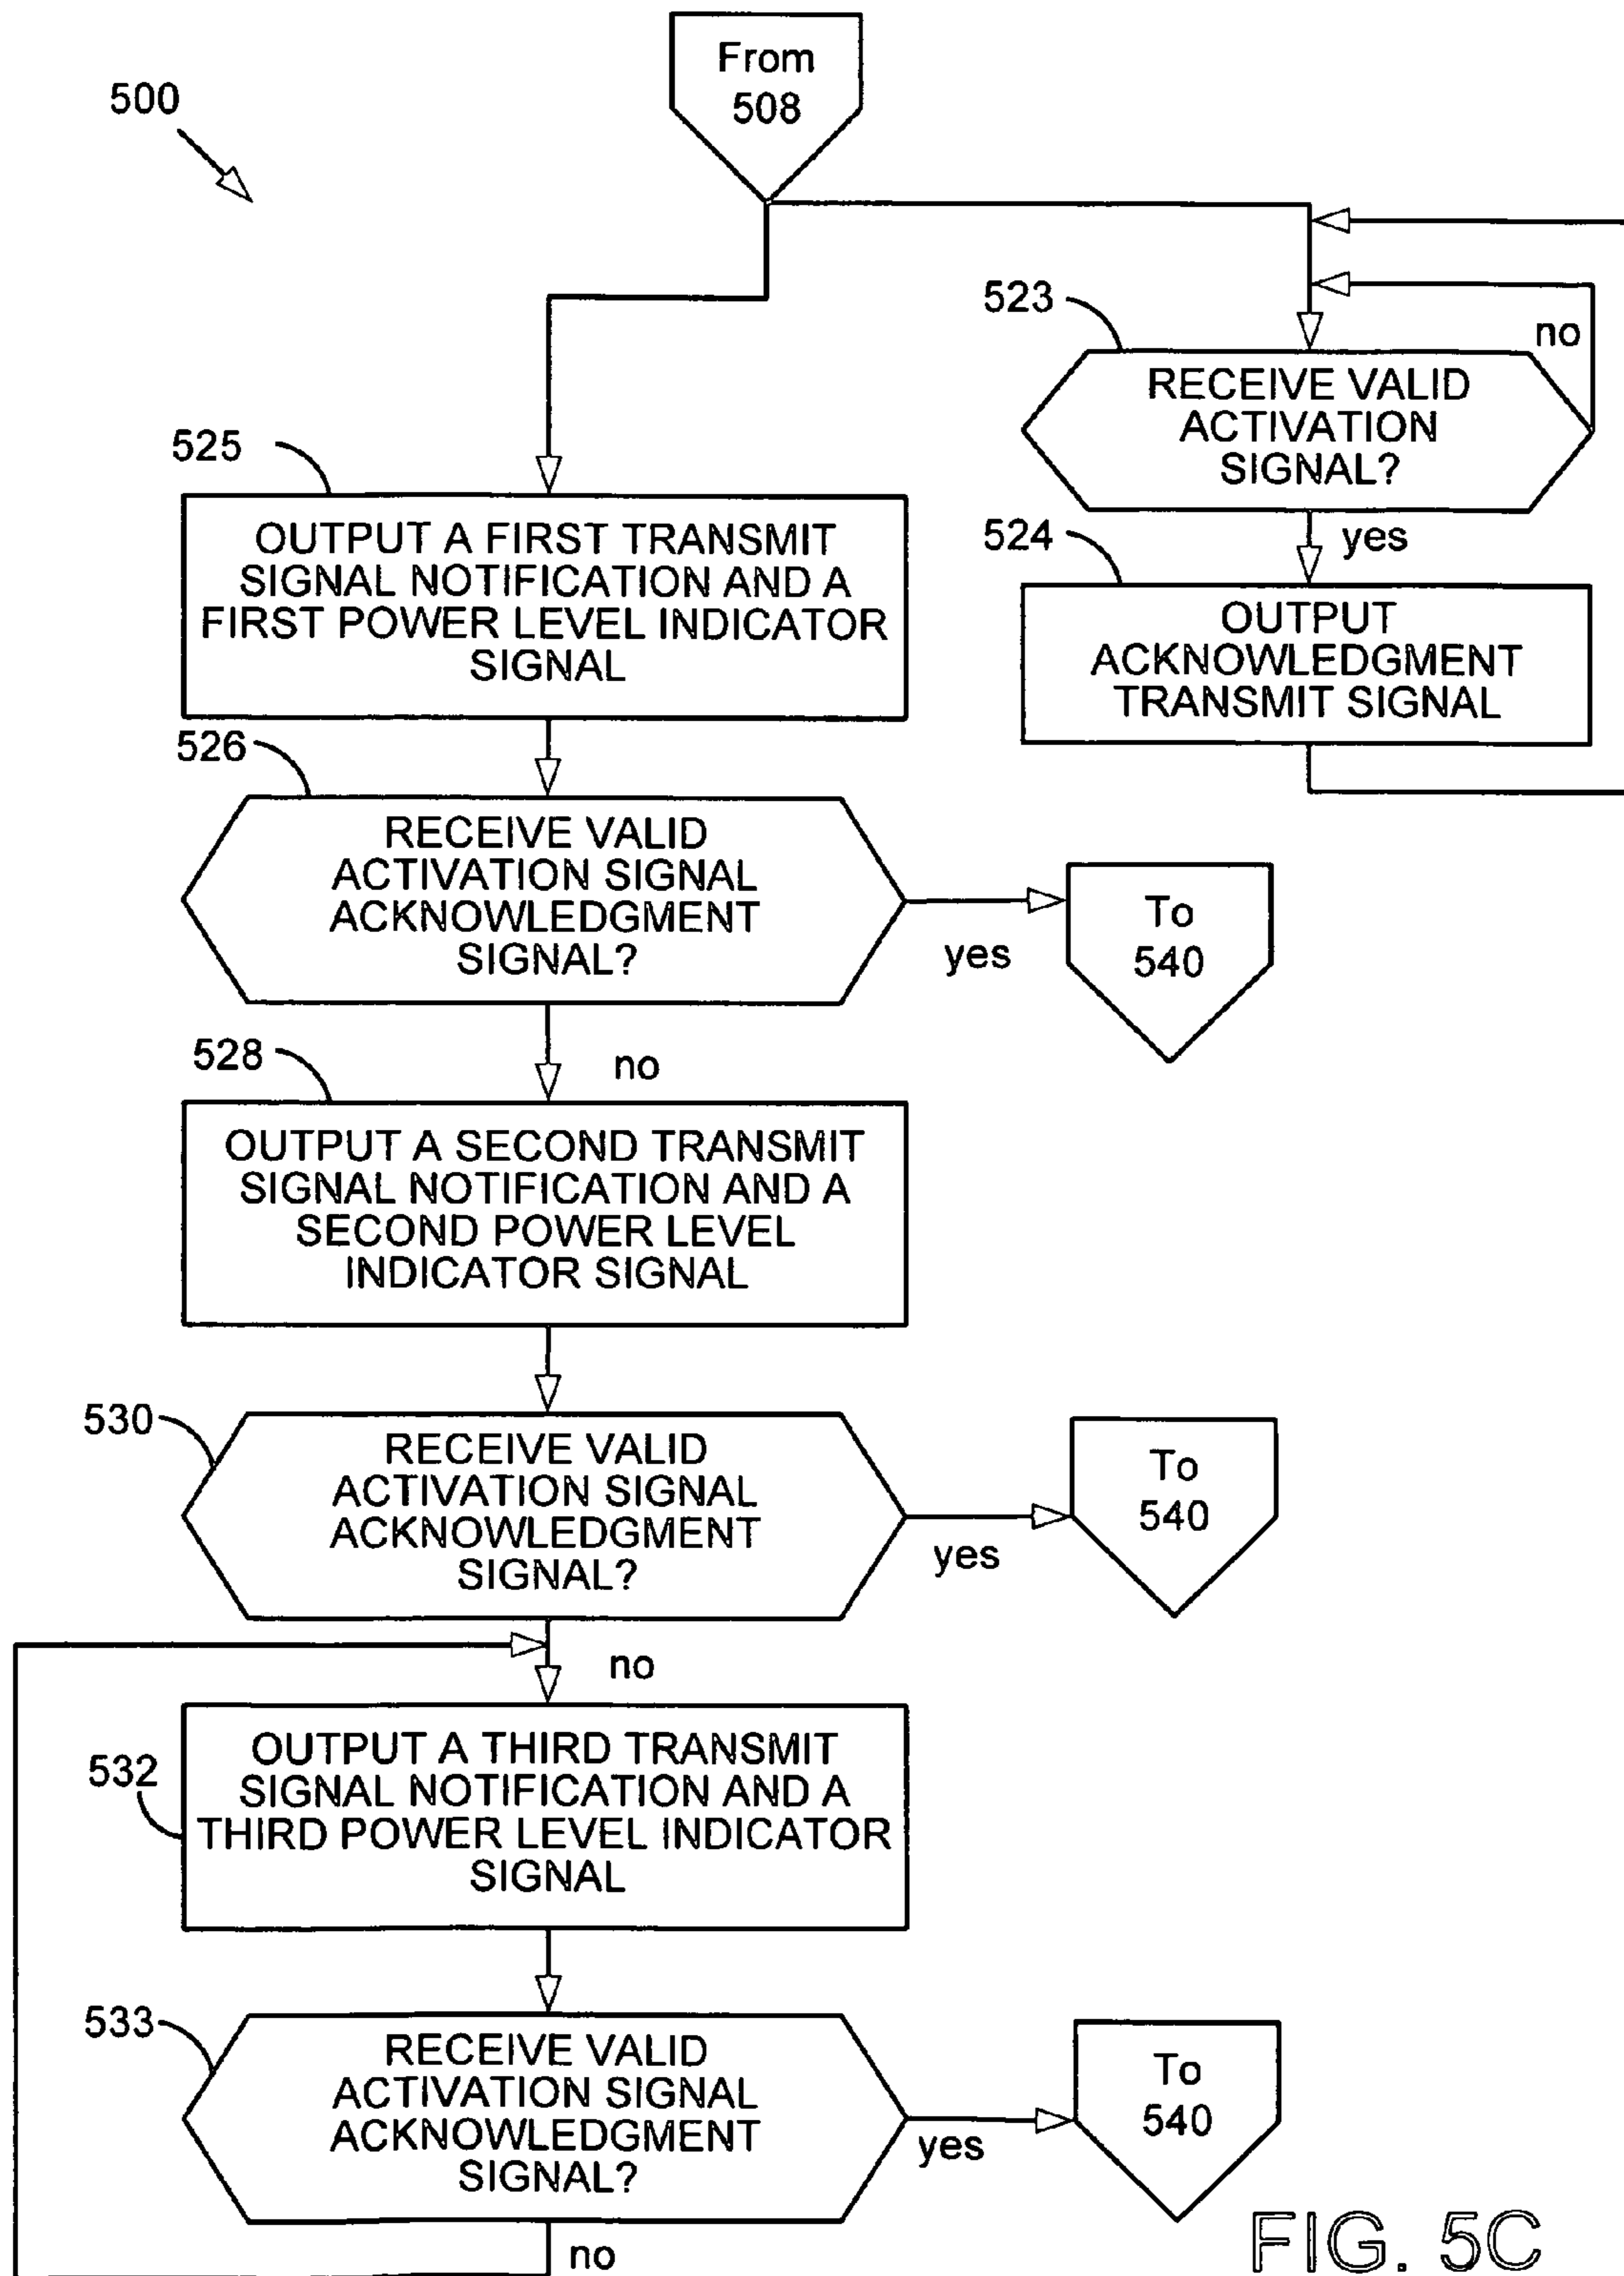 From
508
500
523
no
RECEIVE VALID
ACTIVATION
SIGNAL?
yes
524
OUTPUT
ACKNOWLEDGMENT
TRANSMIT SIGNAL
525
OUTPUT A FIRST TRANSMIT
SIGNAL NOTIFICATION AND A
FIRST POWER LEVEL INDICATOR
SIGNAL
526
RECEIVE VALID
ACTIVATION SIGNAL
ACKNOWLEDGMENT
SIGNAL?
yes
To
540
no
528
OUTPUT A SECOND TRANSMIT
SIGNAL NOTIFICATION AND A
SECOND POWER LEVEL
INDICATOR SIGNAL
530
RECEIVE VALID
ACTIVATION SIGNAL
ACKNOWLEDGMENT
SIGNAL?
yes
To
540
no
532
OUTPUT A THIRD TRANSMIT
SIGNAL NOTIFICATION AND A
THIRD POWER LEVEL INDICATOR
SIGNAL
533
RECEIVE VALID
ACTIVATION SIGNAL
ACKNOWLEDGMENT
SIGNAL?
yes
To
540
no
FIG. 5C